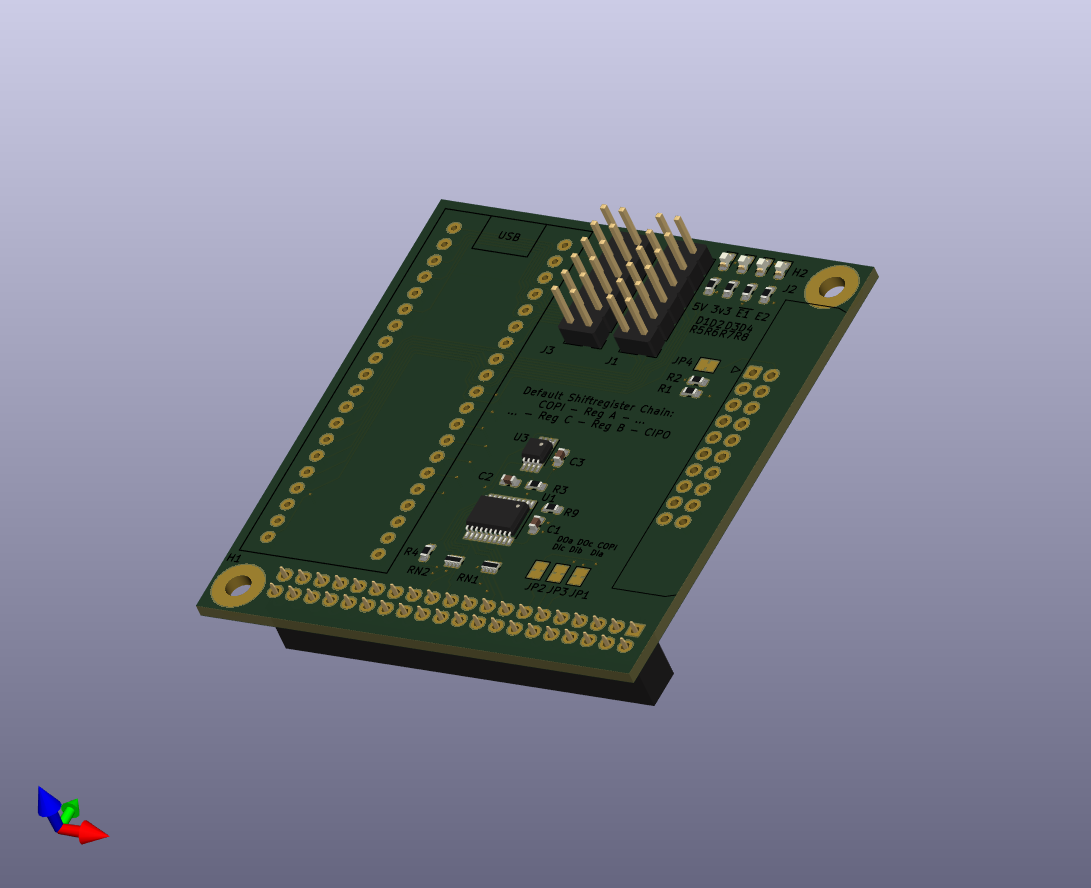 USB
H2
J2
5V 3v3 E1 E2
D1D2D3D4
R5R6R7R8
J3
J1
JP4
R2
R1
Default Shiftregister Chain:
COPI - Reg A - ...
... - Reg C - Reg B - CIPO
U3
C3
C2
R3
U1
R9
C1
DOa DOc COPI
DIc DIb DIa
R4
RN2
RN1
JP2 JP3 JP1
H1